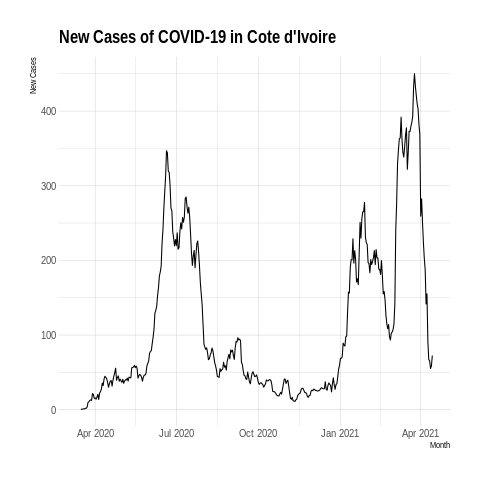 New Cases of COVID-19 in Cote d'Ivoire
New Cases
400
300
200
100
0
Apr 2020 Jul 2020 Oct 2020 Jan 2021 Apr 2021
Month